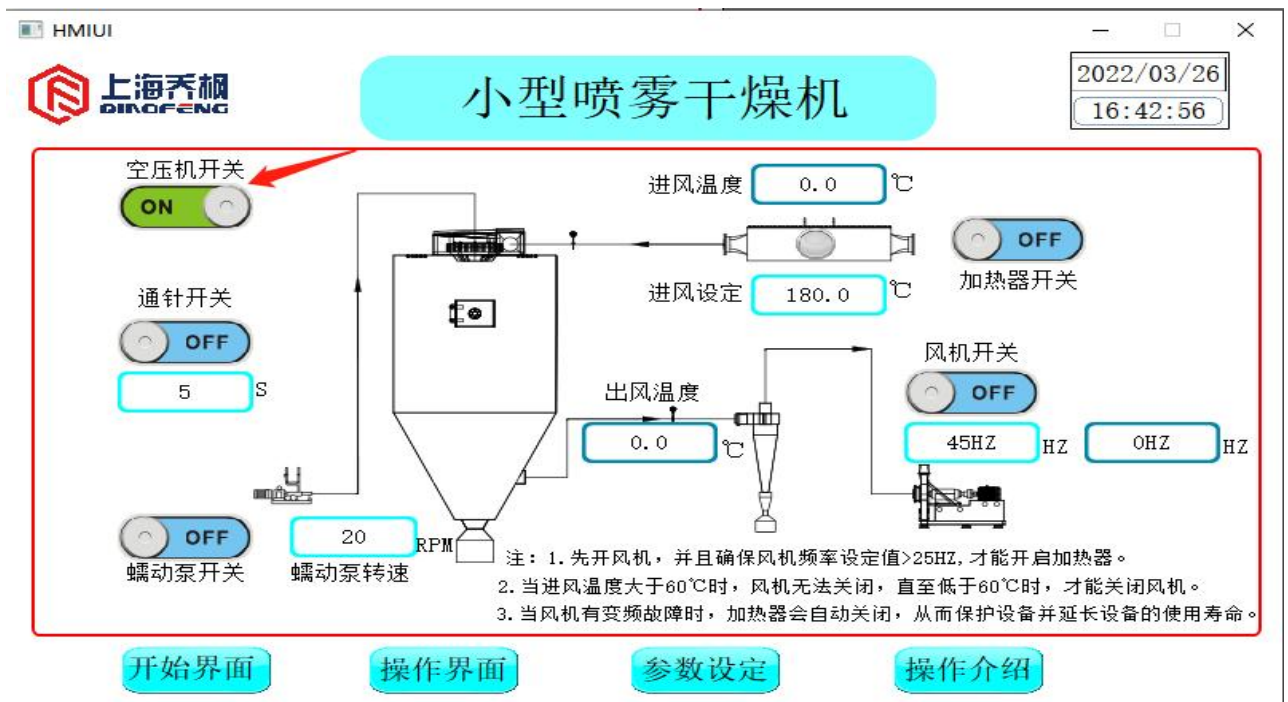 HMIUI
上海乔枫
QIAOFENG
小型喷雾干燥机
2022/03/26
16:42:56
空压机开关
ON
进风温度 0.0 ℃
OFF
加热器开关
进风设定 180.0 ℃
通针开关
OFF
5 S
风机开关
OFF
出风温度
0.0 ℃
45HZ HZ 0HZ HZ
OFF
20 RPM
蠕动泵开关 蠕动泵转速
注：1.先开风机，并且确保风机频率设定值>25HZ,才能开启加热器。
2.当进风温度大于60℃时，风机无法关闭，直至低于60℃时，才能关闭风机。
3.当风机有变频故障时，加热器会自动关闭，从而保护设备并延长设备的使用寿命。
开始界面 操作界面 参数设定 操作介绍